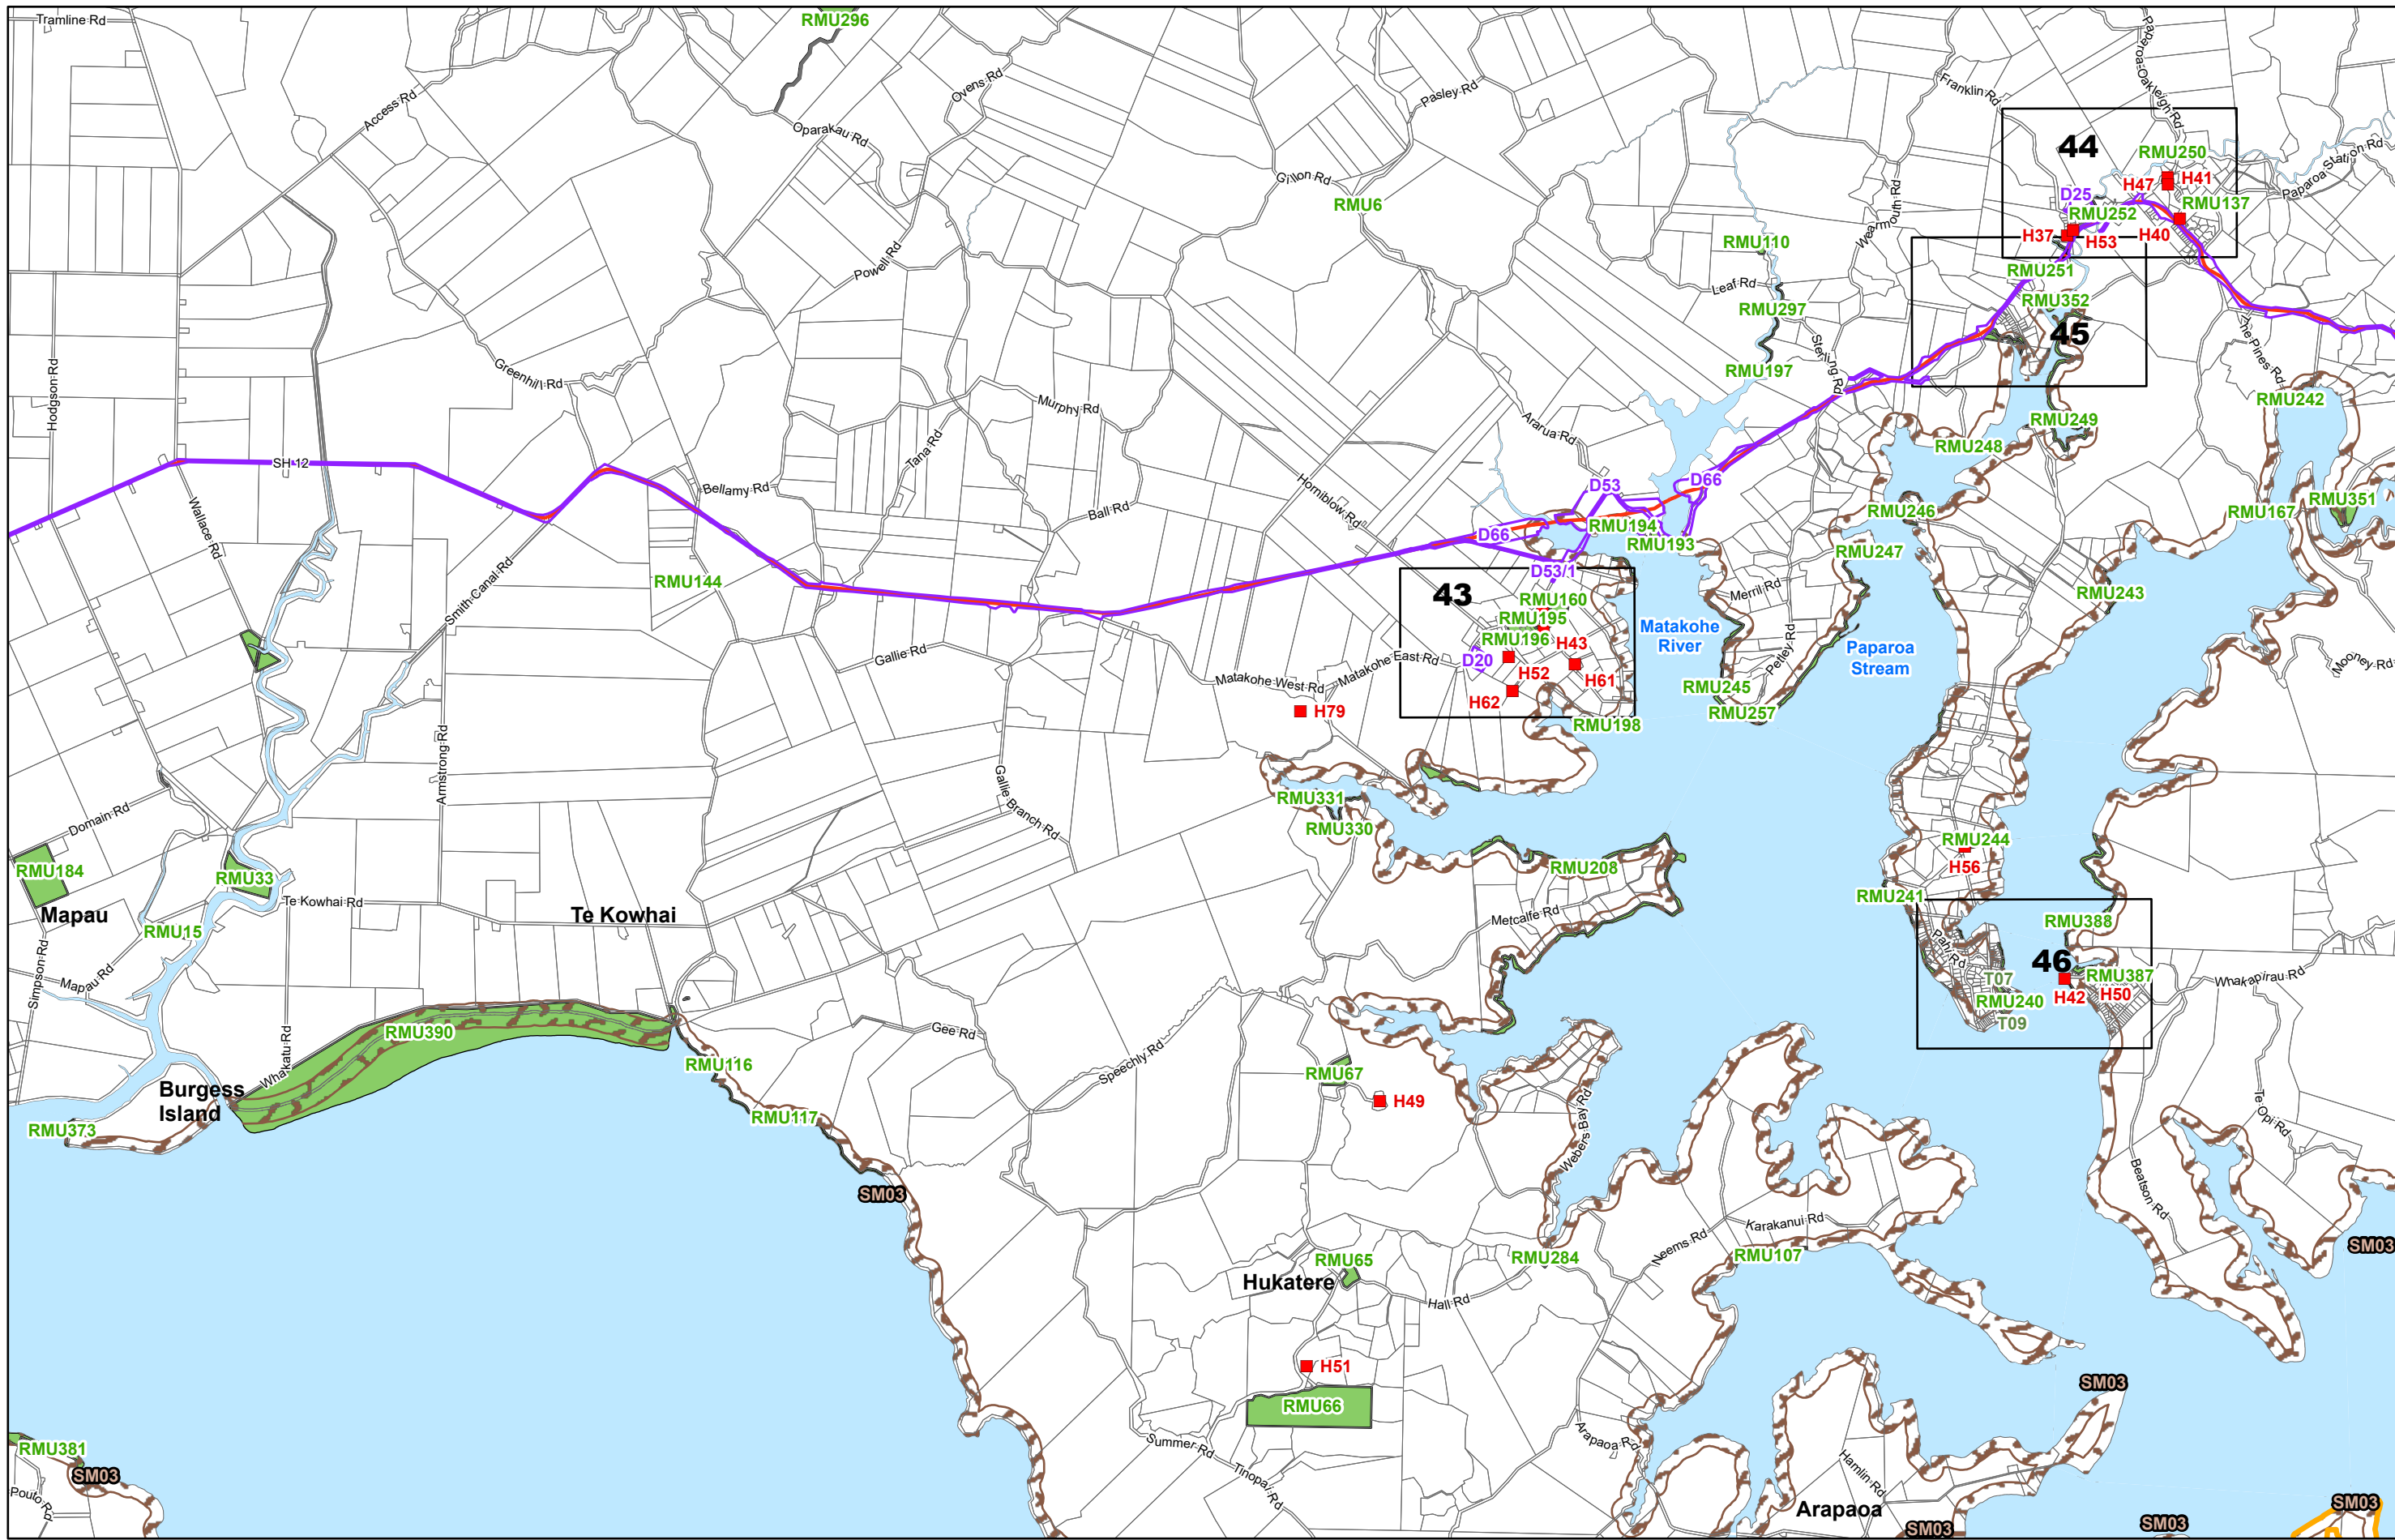 Tramline Rd
RMU296
Access Rd
Ovens Rd
Oparakau Rd
Pasley Rd
Franklin Rd
Paparoa-Oakleigh Rd
44
RMU250
Paparoa Station Rd
Gillon Rd
RMU6
H47
H41
D25
RMU137
RMU252
Wearmouth Rd
H37
H53
H40
RMU110
Powell Rd
RMU251
Leaf Rd
RMU352
RMU297
45
Hodgson Rd
Greenhill Rd
Sterling Rd
The Pines Rd
RMU197
Murphy Rd
RMU242
Ararua Rd
RMU249
RMU248
Tana Rd
SH 12
Bellamy Rd
Wallace Rd
Ball Rd
Horniblow Rd
D53
D66
RMU351
RMU246
RMU167
RMU194
D66
RMU193
RMU247
Smith Canal Rd
RMU144
D53/1
43
Merril Rd
RMU243
RMU160
RMU195
RMU196
H43
Matakohe
River
Gallie Rd
D20
Matakohe East Rd
Petley Rd
Paparoa
Stream
Mooney Rd
H52
H61
Matakohe West Rd
RMU245
H62
H79
RMU257
RMU198
Armstrong Rd
Gallie Branch Rd
RMU331
Domain Rd
RMU330
RMU244
RMU184
RMU33
RMU208
H56
Te Kowhai Rd
RMU241
Mapau
Te Kowhai
Metcalfe Rd
RMU388
RMU15
Pahi Rd
Simpson Rd
46
Mapau Rd
T07
RMU387
Whakapirau Rd
RMU240
H42
H50
T09
RMU390
Gee Rd
Whakatu Rd
RMU116
Speechly Rd
RMU67
Burgess
Island
H49
RMU117
Webers Bay Rd
Te Opi Rd
RMU373
SM03
Beatson Rd
Karakanui Rd
Neems Rd
SM03
RMU65
RMU284
RMU107
Hukatere
Hall Rd
H51
SM03
RMU66
Arapaoa Rd
RMU381
Summer Rd
SM03
Tinopai Rd
Hamlin Rd
Arapaoa
SM03
SM03
SM03